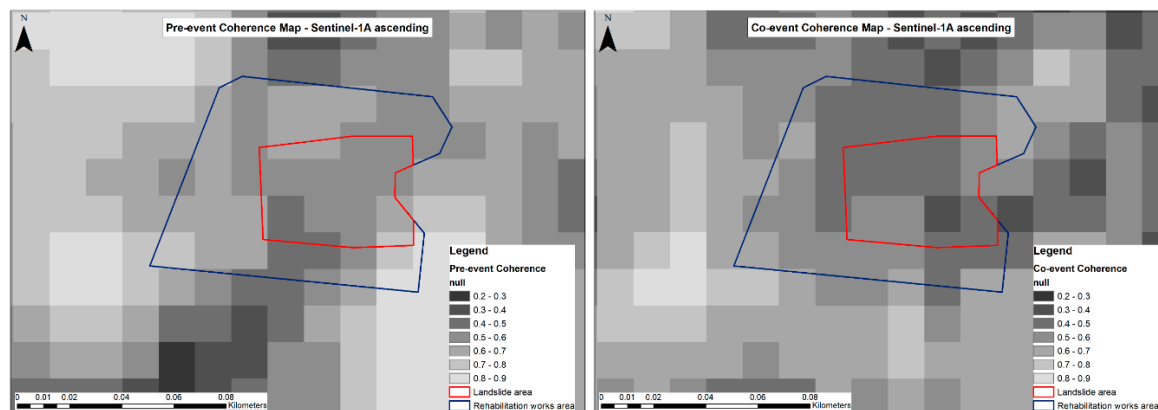 N
Pre-event Coherence Map - Sentinel-1A ascending
Legend
Pre-event Coherence
null
0.2 - 0.3
0.3 - 0.4
0.4 - 0.5
0.5 - 0.6
0.6 - 0.7
0.7 - 0.8
0.8 - 0.9
Landslide area
Rehabilitation works area
0 0.01 0.02 0.04 0.06 0.08
Kilometers
N
Co-event Coherence Map - Sentinel-1A ascending
Legend
Co-event Coherence
null
0.2 - 0.3
0.3 - 0.4
0.4 - 0.5
0.5 - 0.6
0.6 - 0.7
0.7 - 0.8
0.8 - 0.9
Landslide area
Rehabilitation works area
0 0.01 0.02 0.04 0.06 0.08
Kilometers